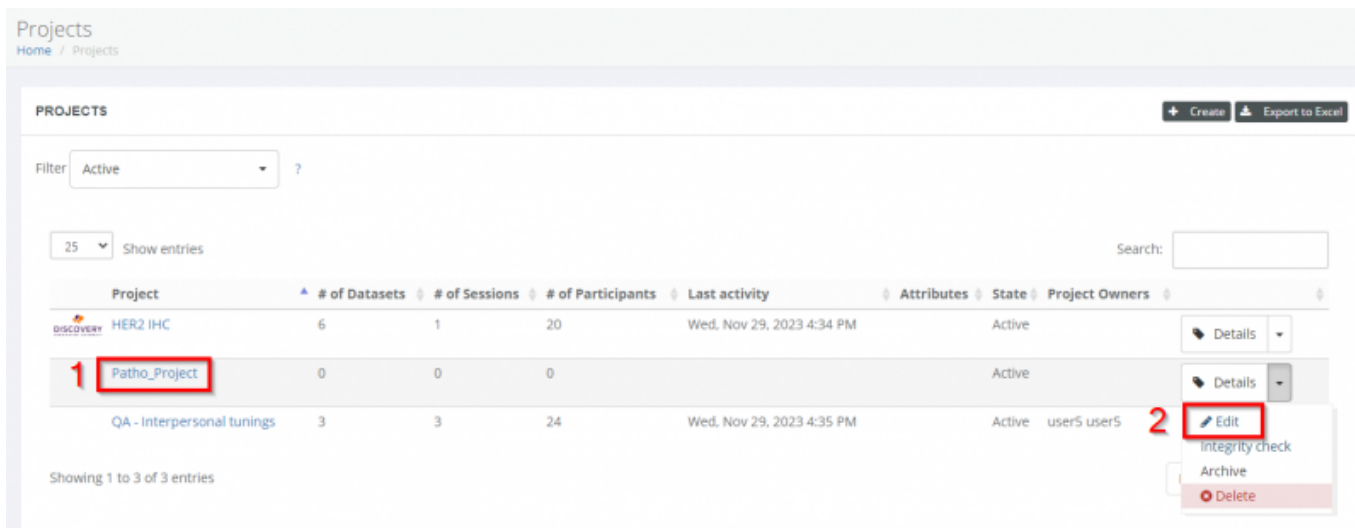 Projects
Home / Projects
PROJECTS
Create Export to Excel
Filter Active ?
25 Show entries Search:
Project # of Datasets # of Sessions # of Participants Last activity Attributes State Project Owners
DISCOVERY HER2 IHC 6 1 20 Wed, Nov 29, 2023 4:34 PM Active Details
1 Patho_Project 0 0 0 Active Details
QA - Interpersonal tunings 3 3 24 Wed, Nov 29, 2023 4:35 PM Active user5 user5 2 Edit
Integrity check
Showing 1 to 3 of 3 entries Archive
Delete